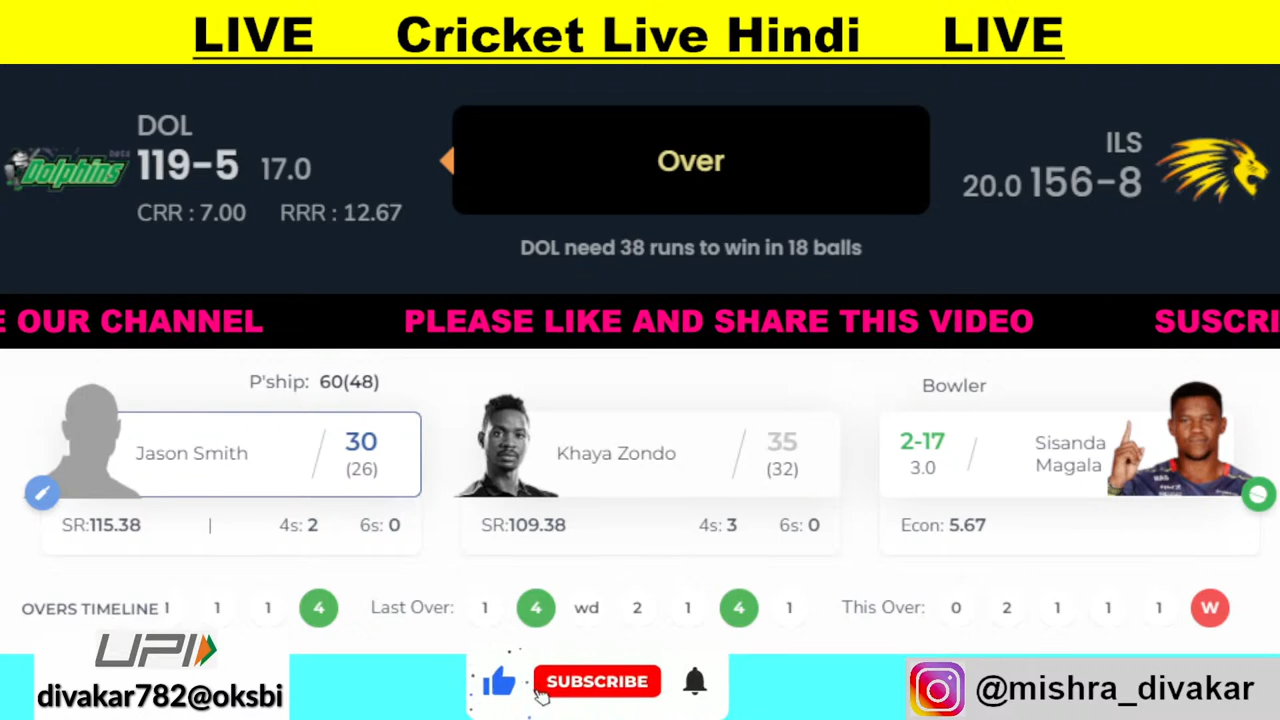 LIVE Cricket Live Hindi LIVE
Dolphins
DOL
119-5 17.0
CRR : 7.00 RRR : 12.67
Over
DOL need 38 runs to win in 18 balls
ILS
20.0 156-8
E OUR CHANNEL PLEASE LIKE AND SHARE THIS VIDEO SUSCRI
P'ship: 60(48)
Jason Smith 30
(26)
SR:115.38 | 4s: 2 6s: 0
Khaya Zondo 35
(32)
SR:109.38 4s: 3 6s: 0
Bowler
2-17
3.0
Sisanda
Magala
Econ: 5.67
OVERS TIMELINE 1 1 1 4 Last Over: 1 4 wd 2 1 4 1 This Over: 0 2 1 1 1 W
UPI
divakar782@oksbi
SUBSCRIBE
@mishra_divakar